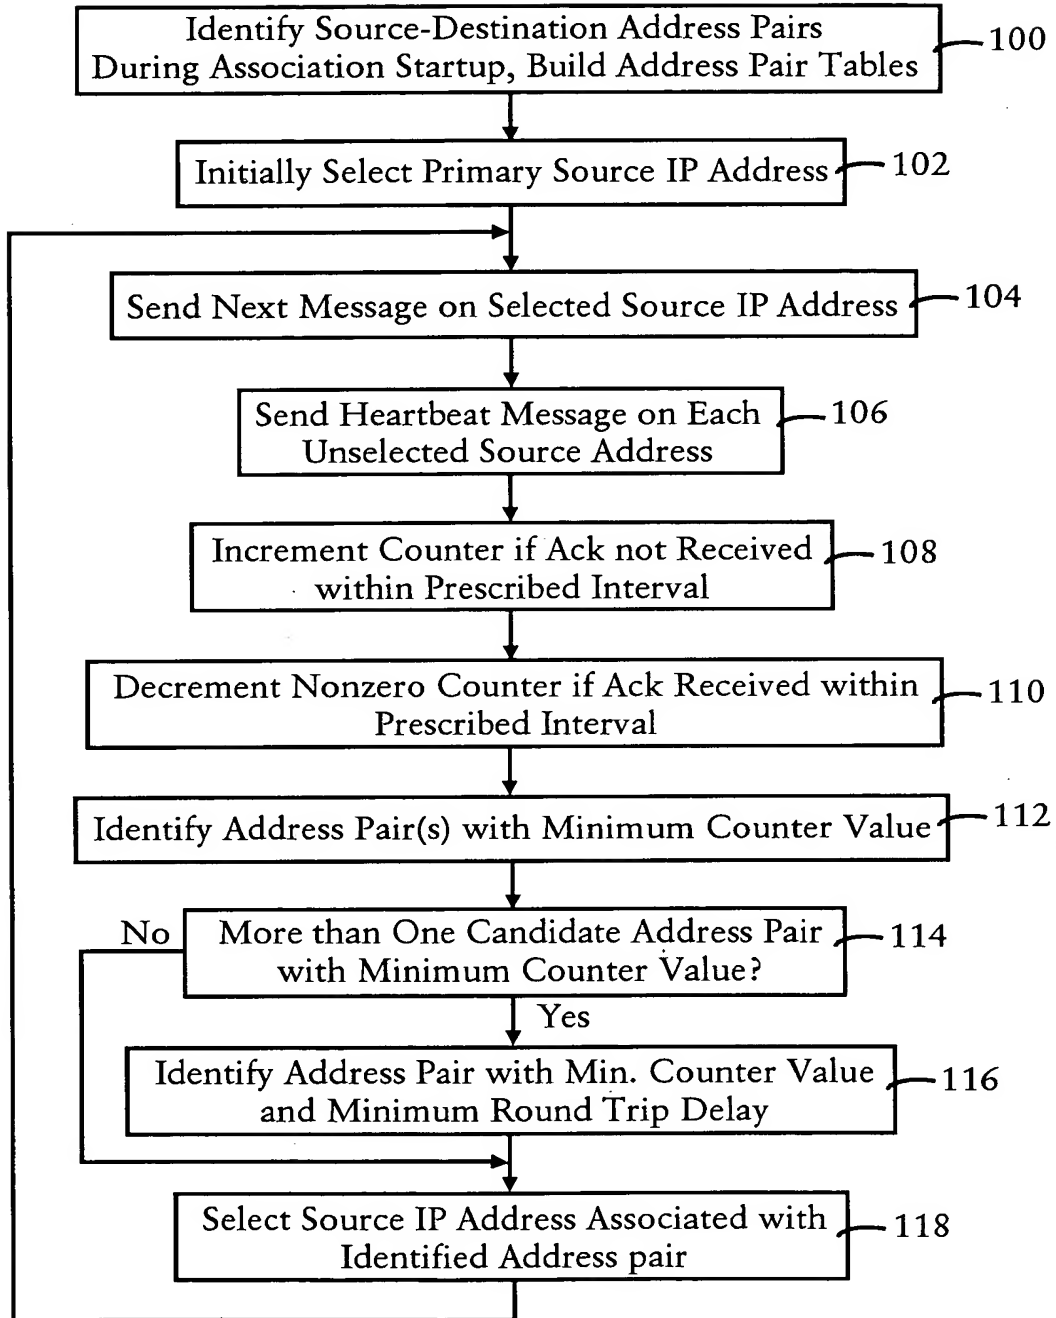 Identify Source-Destination Address Pairs
During Association Startup, Build Address Pair Tables
100
Initially Select Primary Source IP Address
102
Send Next Message on Selected Source IP Address
104
Send Heartbeat Message on Each
Unselected Source Address
106
Increment Counter if Ack not Received
within Prescribed Interval
108
Decrement Nonzero Counter if Ack Received within
Prescribed Interval
110
Identify Address Pair(s) with Minimum Counter Value
112
No
More than One Candidate Address Pair
with Minimum Counter Value?
114
Yes
Identify Address Pair with Min. Counter Value
and Minimum Round Trip Delay
116
Select Source IP Address Associated with
Identified Address pair
118